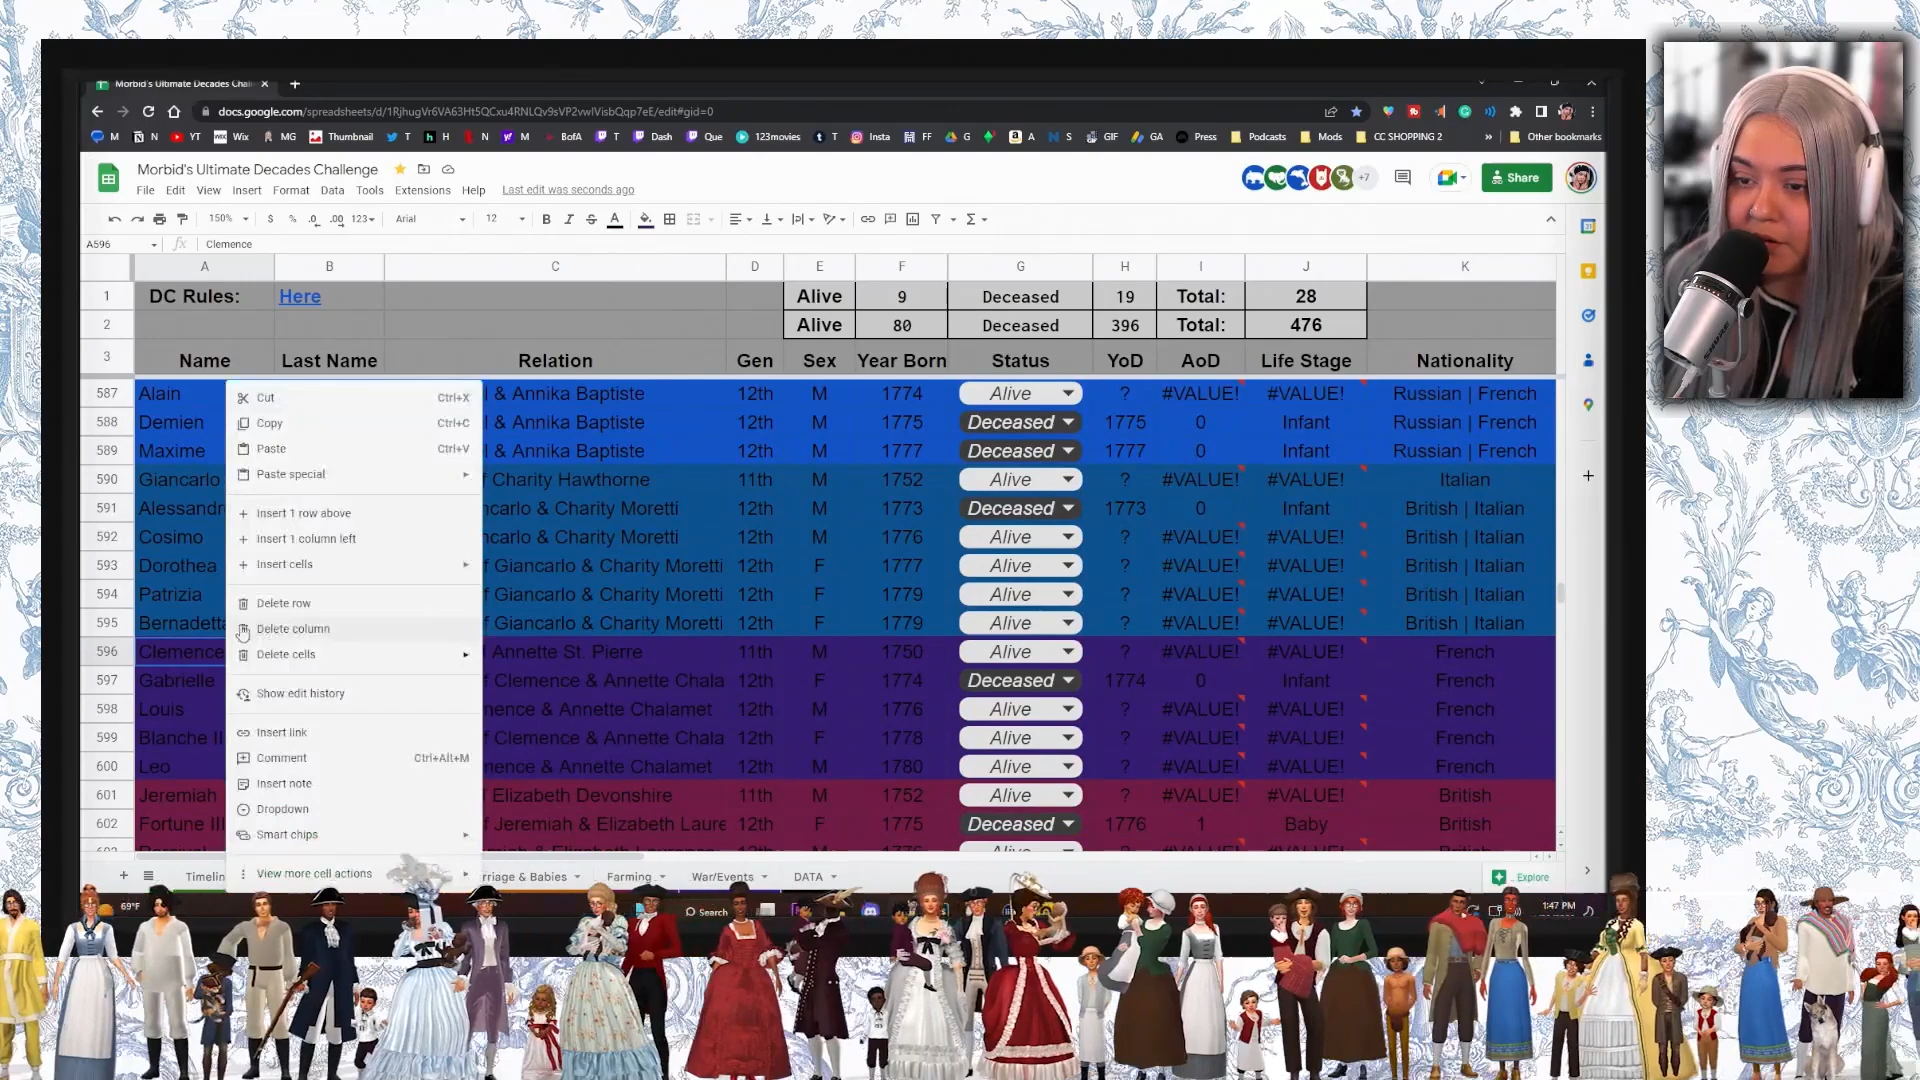 Morbid's Ultimate Decades Chall
docs.google.com/spreadsheets/d/1RjhugVr6VA63Ht5QCxu4RNLQv9sVP2vwIVisbQqp7eE/edit#gid=0
M N YT Wix MG Thumbnail T H N M BofA T Dash Que 123movies T Insta FF G A S GIF GA Press Podcasts Mods CC SHOPPING 2 » Other bookmarks
Morbid's Ultimate Decades Challenge
+7 Share
File Edit View Insert Format Data Tools Extensions Help Last edit was seconds ago
150% $ % .0 .00 123 Arial 12 B I S A
A596 fx Clemence
A B C D E F G H I J K
1 DC Rules: Here Alive 9 Deceased 19 Total: 28
2 Alive 80 Deceased 396 Total: 476
3 Name Last Name Relation Gen Sex Year Born Status YoD AoD Life Stage Nationality
587 Alain l & Annika Baptiste 12th M 1774 Alive ? #VALUE! #VALUE! Russian | French
588 Demien l & Annika Baptiste 12th M 1775 Deceased 1775 0 Infant Russian | French
589 Maxime l & Annika Baptiste 12th M 1777 Deceased 1777 0 Infant Russian | French
590 Giancarlo f Charity Hawthorne 11th M 1752 Alive ? #VALUE! #VALUE! Italian
591 Alessandr ncarlo & Charity Moretti 12th M 1773 Deceased 1773 0 Infant British | Italian
592 Cosimo ncarlo & Charity Moretti 12th M 1776 Alive ? #VALUE! #VALUE! British | Italian
593 Dorothea f Giancarlo & Charity Moretti 12th F 1777 Alive ? #VALUE! #VALUE! British | Italian
594 Patrizia f Giancarlo & Charity Moretti 12th F 1779 Alive ? #VALUE! #VALUE! British | Italian
595 Bernadetta f Giancarlo & Charity Moretti 12th F 1779 Alive ? #VALUE! #VALUE! British | Italian
596 Clemence f Annette St. Pierre 11th M 1750 Alive ? #VALUE! #VALUE! French
597 Gabrielle f Clemence & Annette Chala 12th F 1774 Deceased 1774 0 Infant French
598 Louis nence & Annette Chalamet 12th M 1776 Alive ? #VALUE! #VALUE! French
599 Blanche II f Clemence & Annette Chala 12th F 1778 Alive ? #VALUE! #VALUE! French
600 Leo nence & Annette Chalamet 12th M 1780 Alive ? #VALUE! #VALUE! French
601 Jeremiah f Elizabeth Devonshire 11th M 1752 Alive ? #VALUE! #VALUE! British
602 Fortune III f Jeremiah & Elizabeth Laure 12th F 1775 Deceased 1776 1 Baby British
Cut Ctrl+X
Copy Ctrl+C
Paste Ctrl+V
Paste special
Insert 1 row above
Insert 1 column left
Insert cells
Delete row
Delete column
Delete cells
Show edit history
Insert link
Comment Ctrl+Alt+M
Insert note
Dropdown
Smart chips
View more cell actions
Timelin rriage & Babies Farming War/Events DATA Explore
69°F Search 1:47 PM